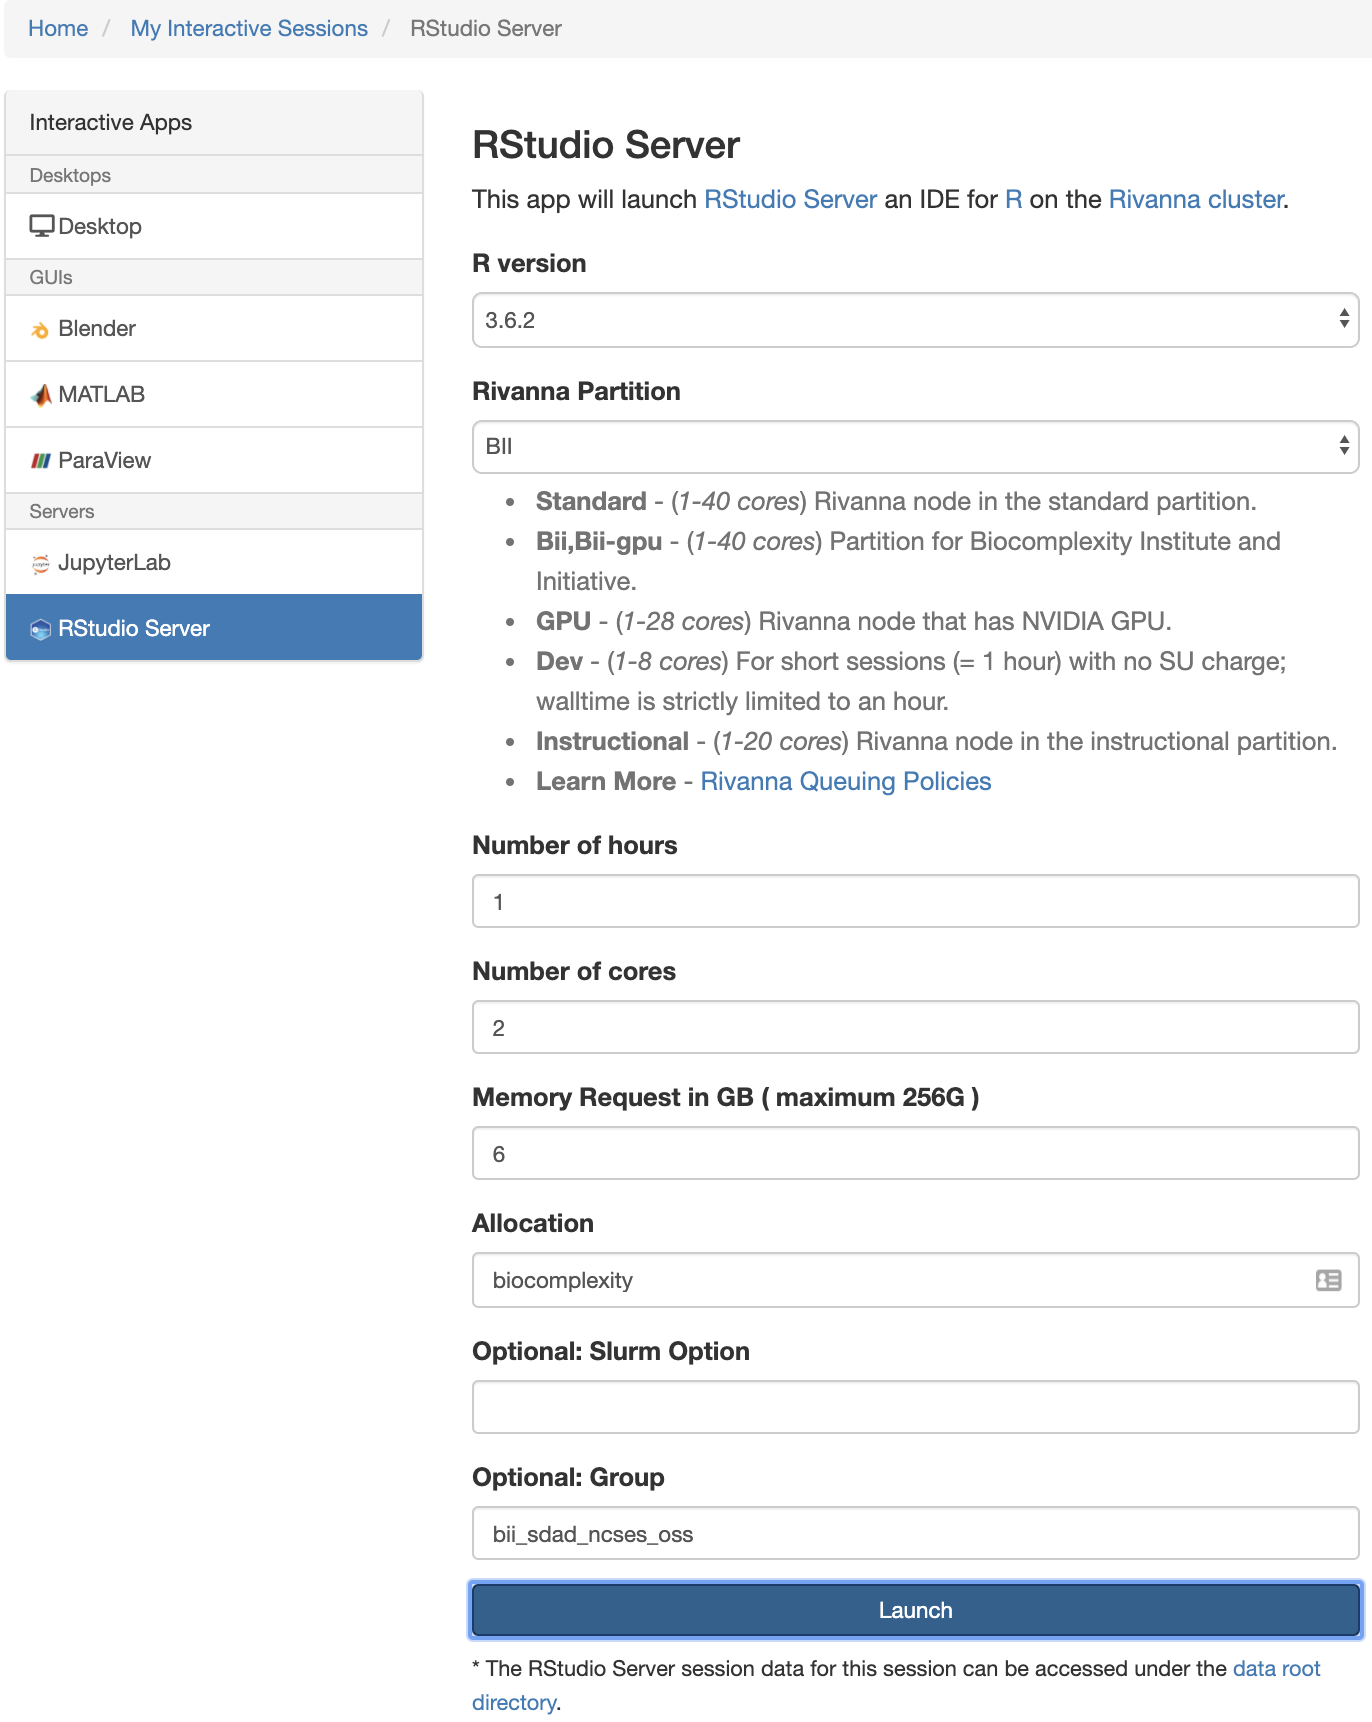 Home / My Interactive Sessions / RStudio Server
Interactive Apps
Desktops
Desktop
GUIs
Blender
MATLAB
ParaView
Servers
JupyterLab
RStudio Server
RStudio Server
This app will launch RStudio Server an IDE for R on the Rivanna cluster.
R version
3.6.2
Rivanna Partition
BII
• Standard - (1-40 cores) Rivanna node in the standard partition.
• Bii,Bii-gpu - (1-40 cores) Partition for Biocomplexity Institute and
Initiative.
• GPU - (1-28 cores) Rivanna node that has NVIDIA GPU.
• Dev - (1-8 cores) For short sessions (= 1 hour) with no SU charge;
walltime is strictly limited to an hour.
• Instructional - (1-20 cores) Rivanna node in the instructional partition.
• Learn More - Rivanna Queuing Policies
Number of hours
1
Number of cores
2
Memory Request in GB ( maximum 256G )
6
Allocation
biocomplexity
Optional: Slurm Option
Optional: Group
bii_sdad_ncses_oss
Launch
* The RStudio Server session data for this session can be accessed under the data root
directory.